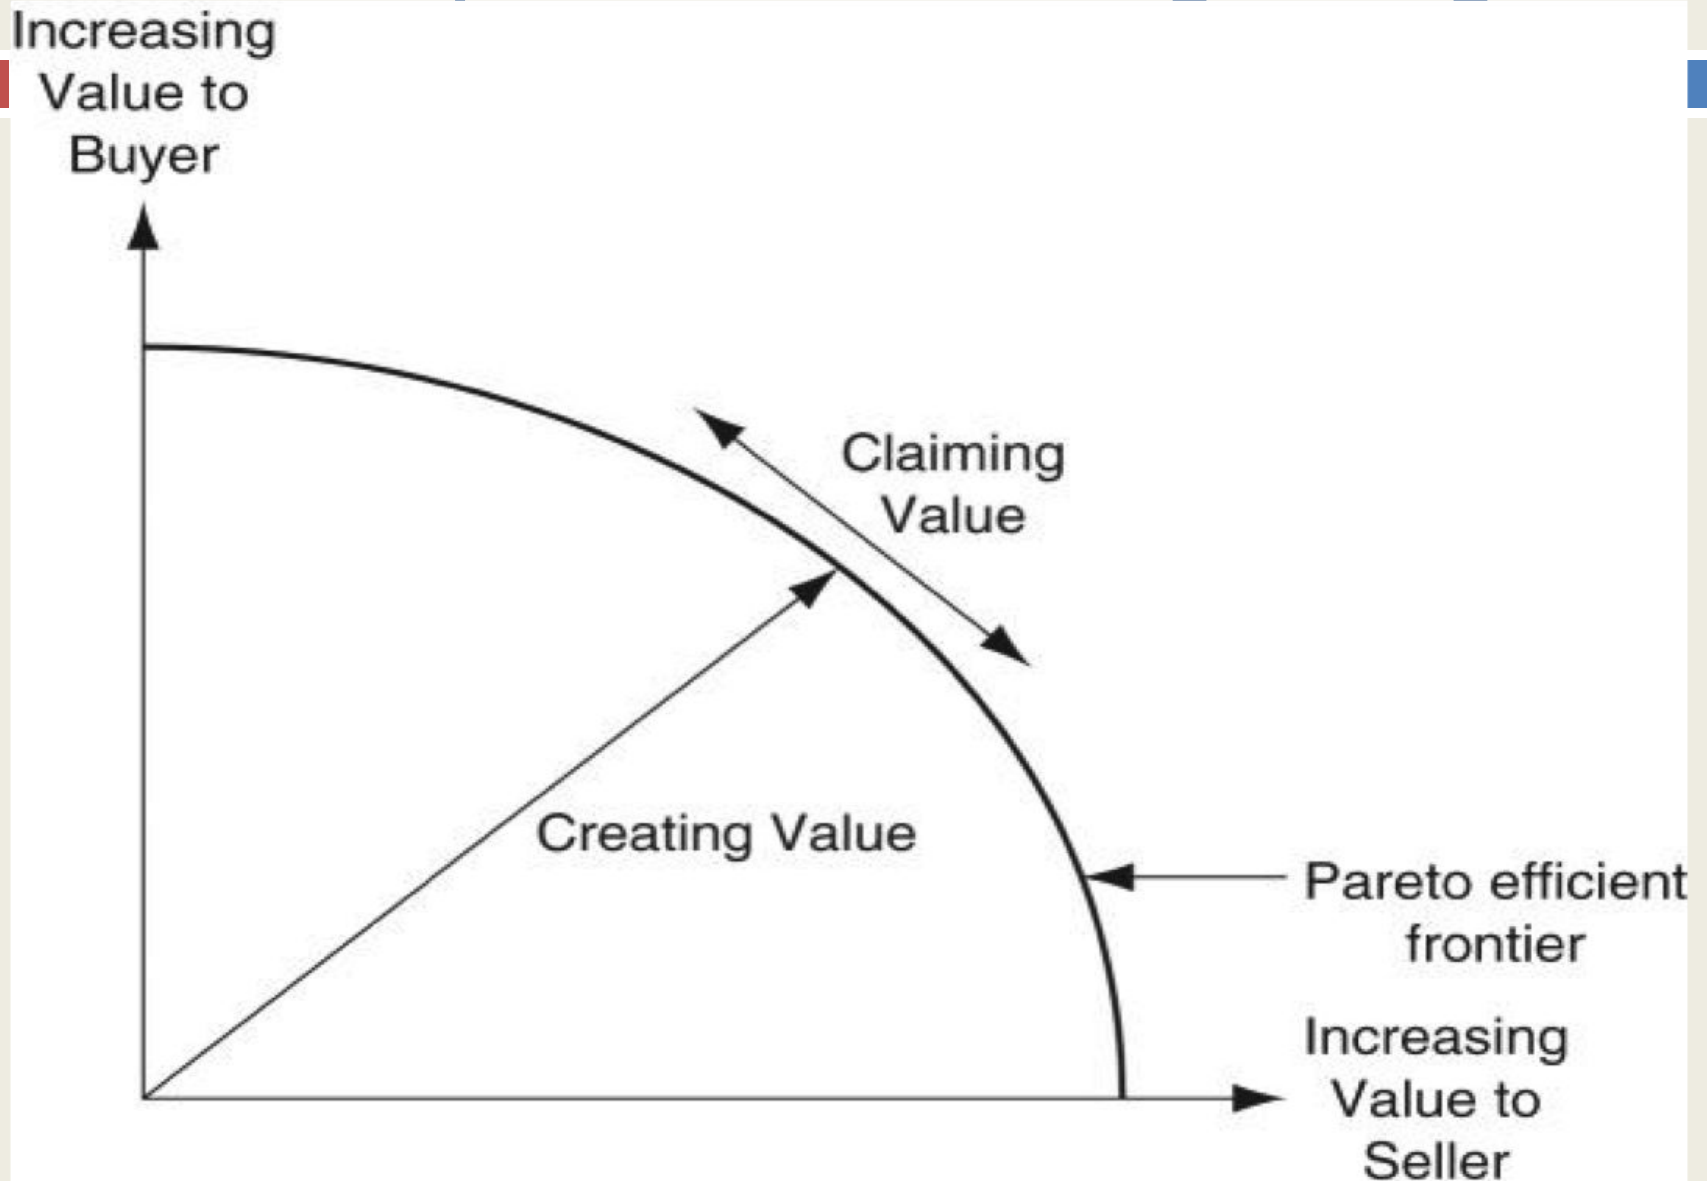 Increasing
Value to
Buyer
Claiming
Value
Creating Value
Pareto efficient
frontier
Increasing
Value to
Seller